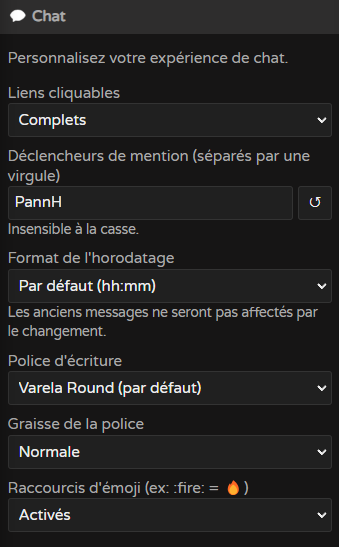 Chat
Personnalisez votre expérience de chat.
Liens cliquables
Complets
Déclencheurs de mention (séparés par une
virgule)
PannH
Insensible à la casse.
Format de l'horodatage
Par défaut (hh:mm)
Les anciens messages ne seront pas affectés par
le changement.
Police d'écriture
Varela Round (par défaut)
Graisse de la police
Normale
Raccourcis d'émoji (ex: :fire: = 🔥 )
Activés